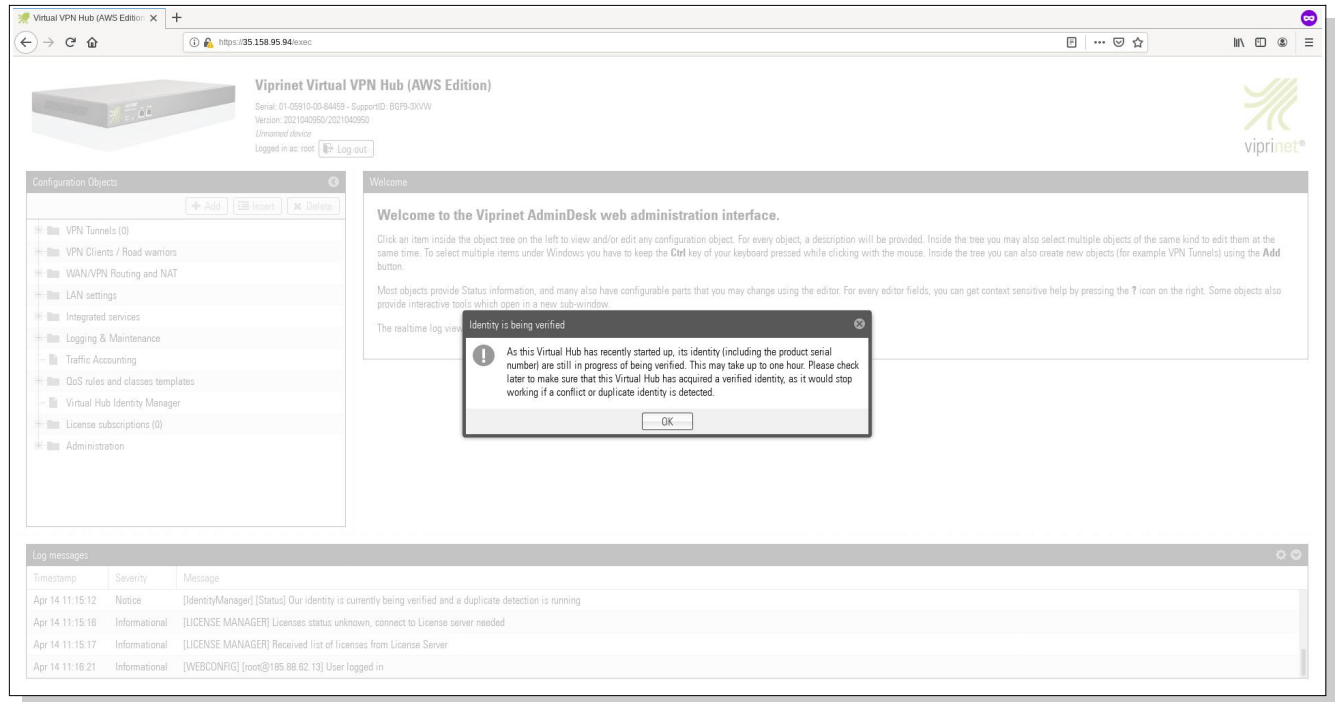 Virtual VPN Hub (AWS Edition
https://35.158.95.94/exec
Viprinet Virtual VPN Hub (AWS Edition)
Serial: 01-05910-00-84459 - SupportID: BGF9-3XVW
Version: 2021040950/2021040950
Unnamed device
Logged in as: root Log out
viprinet®
Configuration Objects
Add Insert Delete
VPN Tunnels (0)
VPN Clients / Road warriors
WAN/VPN Routing and NAT
LAN settings
Integrated services
Logging & Maintenance
Traffic Accounting
QoS rules and classes templates
Virtual Hub Identity Manager
License subscriptions (0)
Administration
Welcome
Welcome to the Viprinet AdminDesk web administration interface.
Click an item inside the object tree on the left to view and/or edit any configuration object. For every object, a description will be provided. Inside the tree you may also select multiple objects of the same kind to edit them at the
same time. To select multiple items under Windows you have to keep the Ctrl key of your keyboard pressed while clicking with the mouse. Inside the tree you can also create new objects (for example VPN Tunnels) using the Add
button.
Most objects provide Status information, and many also have configurable parts that you may change using the editor. For every editor fields, you can get context sensitive help by pressing the ? icon on the right. Some objects also
provide interactive tools which open in a new sub-window.
The realtime log view
Identity is being verified
As this Virtual Hub has recently started up, its identity (including the product serial
number) are still in progress of being verified. This may take up to one hour. Please check
later to make sure that this Virtual Hub has acquired a verified identity, as it would stop
working if a conflict or duplicate identity is detected.
OK
Log messages
Timestamp Severity Message
Apr 14 11:15:12 Notice [IdentityManager] [Status] Our identity is currently being verified and a duplicate detection is running
Apr 14 11:15:16 Informational [LICENSE MANAGER] Licenses status unknown, connect to License server needed
Apr 14 11:15:17 Informational [LICENSE MANAGER] Received list of licenses from License Server
Apr 14 11:16:21 Informational [WEBCONFIG] [root@185.88.62.13] User logged in